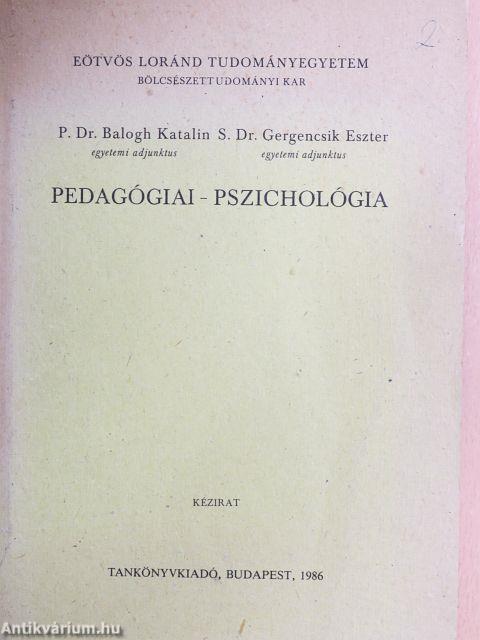 2
EÖTVÖS LORÁND TUDOMÁNYEGYETEM
BÖLCSÉSZETTUDOMÁNYI KAR
P. Dr. Balogh Katalin S. Dr. Gergencsik Eszter
egyetemi adjunktus egyetemi adjunktus
PEDAGÓGIAI - PSZICHOLÓGIA
KÉZIRAT
TANKÖNYVKIADÓ, BUDAPEST, 1986
Antikvárium.hu